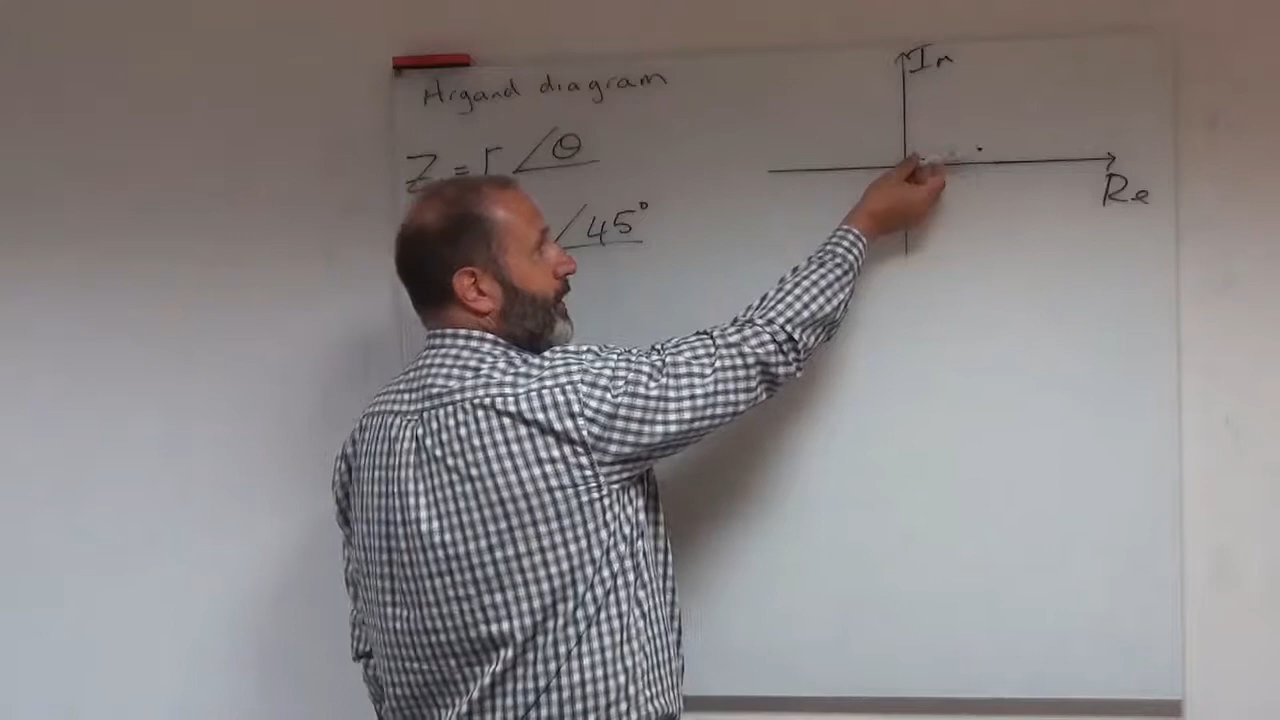 Argand diagram
Z = r ∠θ
∠45°
Im
Re